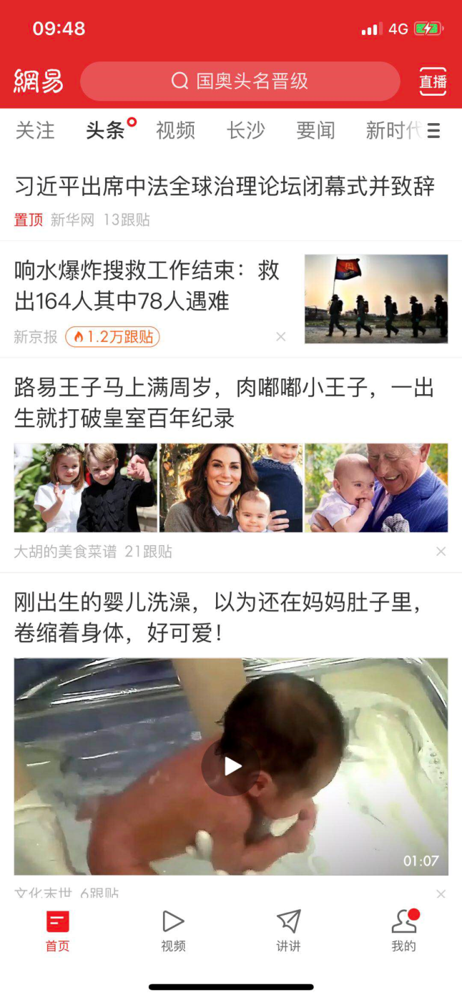 09:48
4G
網易
国奥头名晋级
直播
关注 头条 视频 长沙 要闻 新时代
习近平出席中法全球治理论坛闭幕式并致辞
置顶 新华网 13跟贴
响水爆炸搜救工作结束：救
出164人其中78人遇难
新京报 1.2万跟贴
路易王子马上满周岁，肉嘟嘟小王子，一出
生就打破皇室百年纪录
大胡的美食菜谱 21跟贴
刚出生的婴儿洗澡，以为还在妈妈肚子里，
卷缩着身体，好可爱！
01:07
文化末世 6跟贴
首页 视频 讲讲 我的